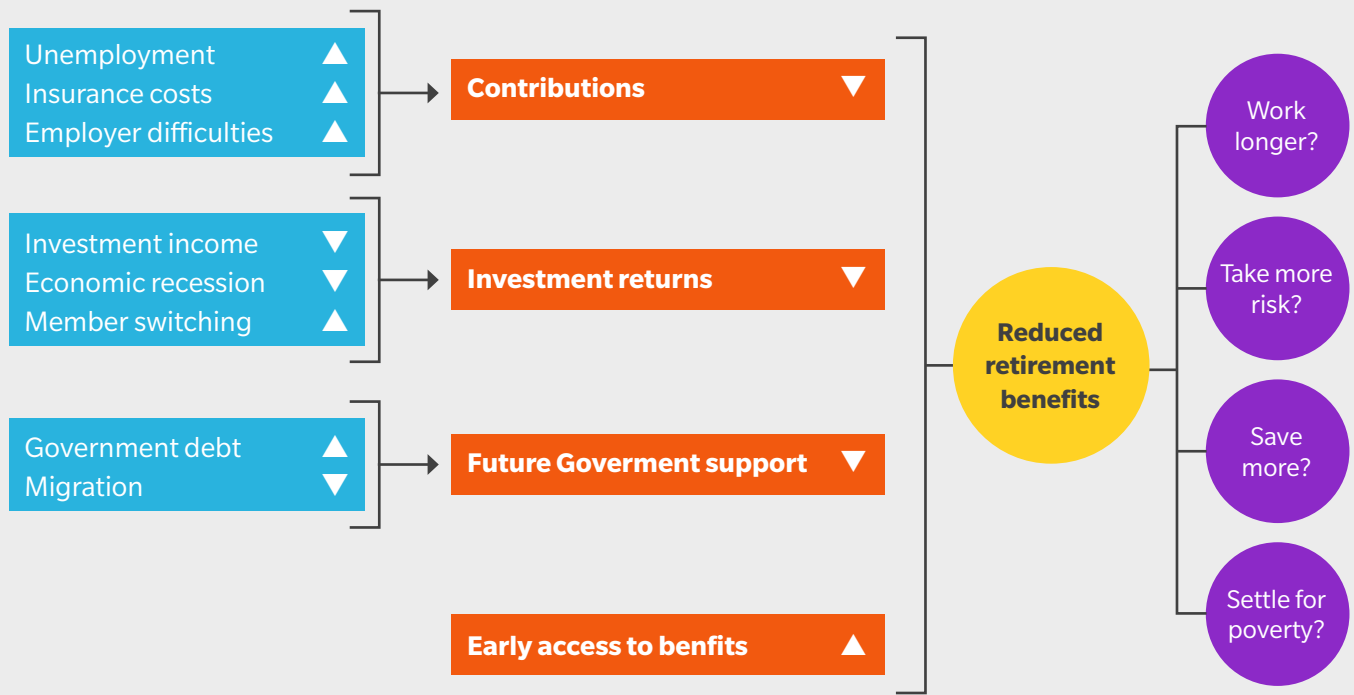 Unemployment ▲
Insurance costs ▲
Employer difficulties ▲
Contributions ▼
Investment income ▼
Economic recession ▼
Member switching ▲
Investment returns ▼
Government debt ▲
Migration ▼
Future Goverment support ▼
Early access to benfits ▲
Reduced
retirement
benefits
Work
longer?
Take more
risk?
Save
more?
Settle for
poverty?